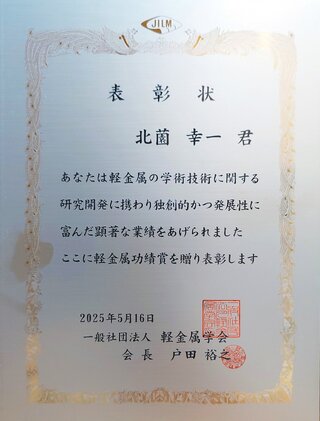 JILM
表彰状
北薗 幸一 君
あなたは軽金属の学術技術に関する
研究開発に携わり独創的かつ発展性に
富んだ顕著な業績をあげられました
ここに軽金属功績賞を贈り表彰します
2025年5月16日
一般社団法人 軽金属学会
会長 戸田 裕之